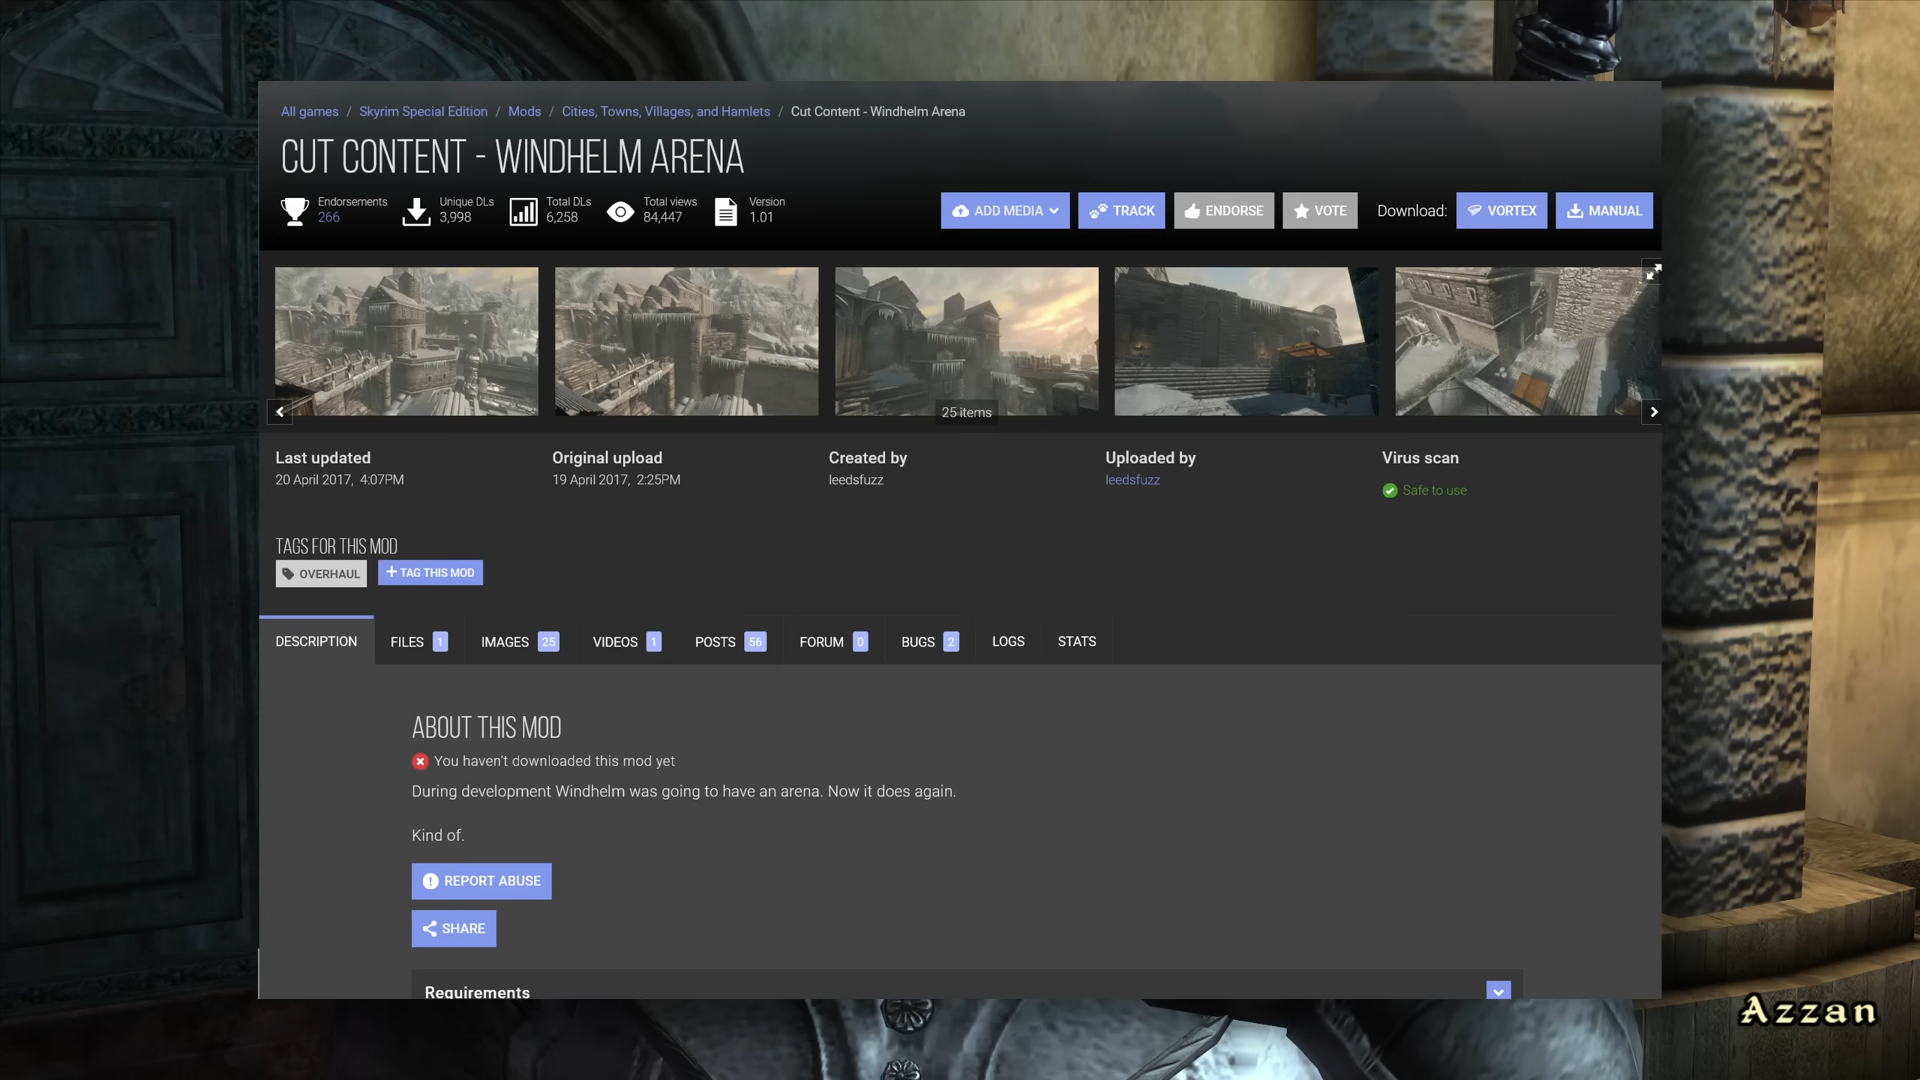 All games / Skyrim Special Edition / Mods / Cities, Towns, Villages, and Hamlets / Cut Content - Windhelm Arena
CUT CONTENT - WINDHELM ARENA
Endorsements
266
Unique DLs
3,998
Total DLs
6,258
Total views
84,447
Version
1.01
ADD MEDIA
TRACK
ENDORSE
VOTE
Download:
VORTEX
MANUAL
25 items
Last updated
20 April 2017, 4:07PM
Original upload
19 April 2017, 2:25PM
Created by
leedsfuzz
Uploaded by
leedsfuzz
Virus scan
Safe to use
TAGS FOR THIS MOD
OVERHAUL
+ TAG THIS MOD
DESCRIPTION
FILES 1
IMAGES 25
VIDEOS 1
POSTS 56
FORUM 0
BUGS 2
LOGS
STATS
ABOUT THIS MOD
You haven't downloaded this mod yet
During development Windhelm was going to have an arena. Now it does again.
Kind of.
REPORT ABUSE
SHARE
Requirements
Azzan